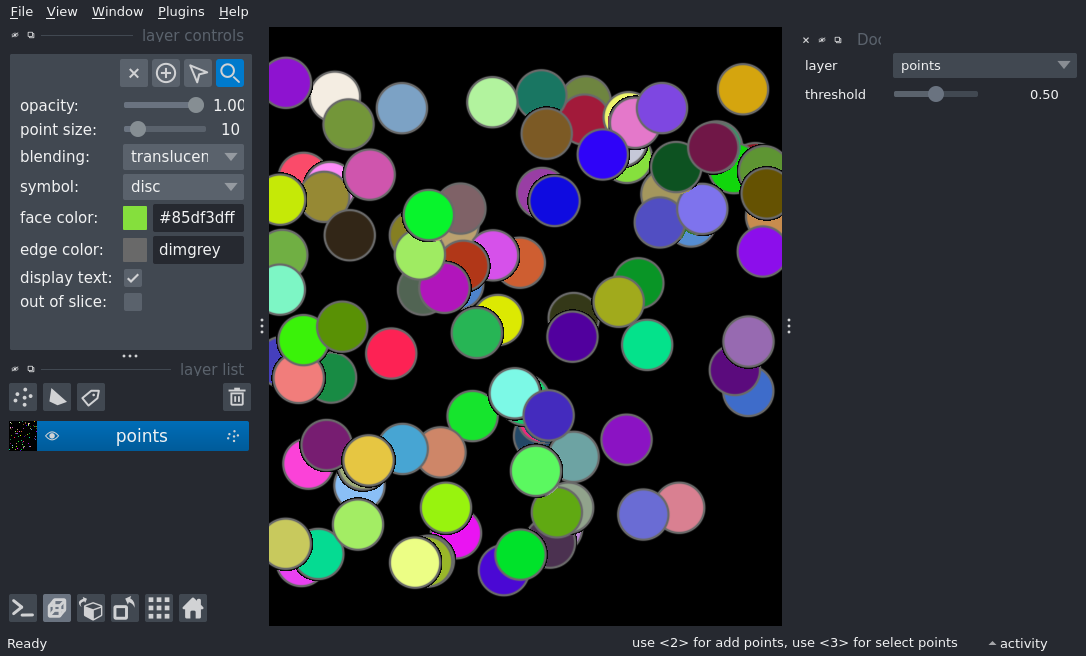 File View Window Plugins Help
layer controls
opacity: 1.00
point size: 10
blending: translucen
symbol: disc
face color: #85df3dff
edge color: dimgrey
display text:
out of slice:
layer list
points
Ready
layer points
threshold 0.50
use <2> for add points, use <3> for select points
activity